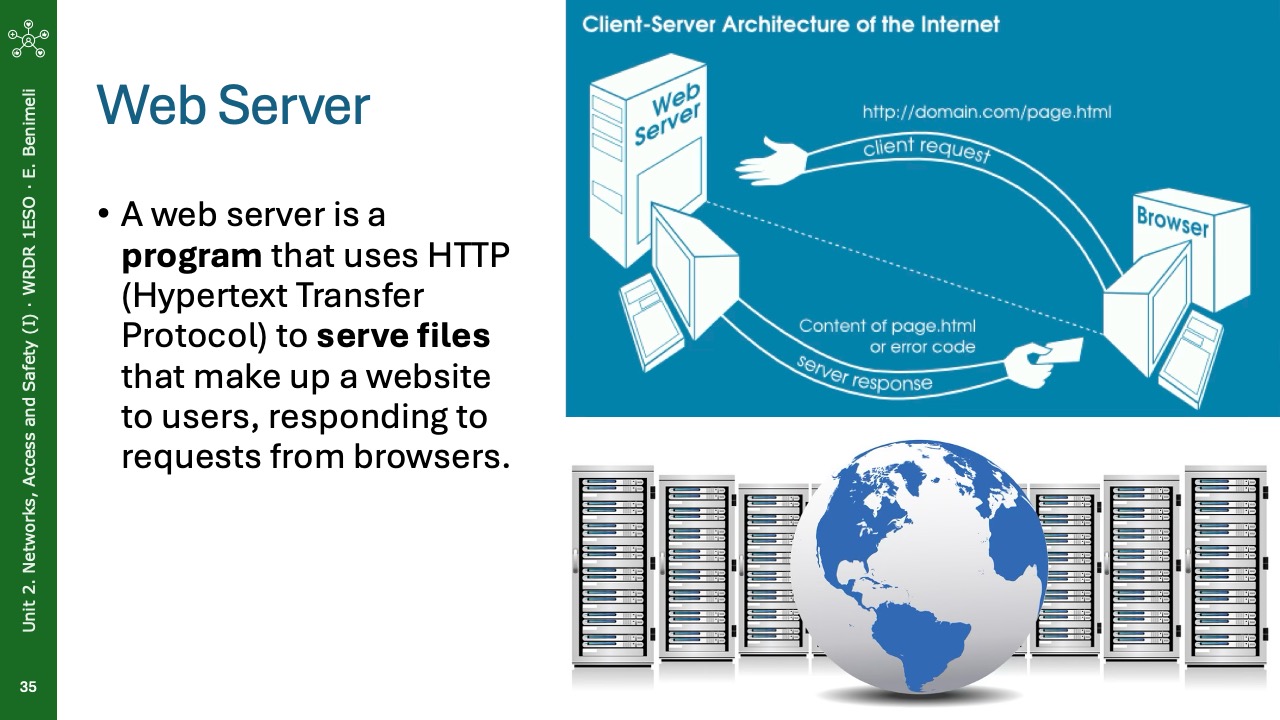 Unit 2. Networks, Access and Safety (I) · WRDR 1ESO · E. Benimeli
35
Web Server
• A web server is a
program that uses HTTP
(Hypertext Transfer
Protocol) to serve files
that make up a website
to users, responding to
requests from browsers.
Client-Server Architecture of the Internet
Web
Server
http://domain.com/page.html
client request
Browser
Content of page.html
or error code
server response